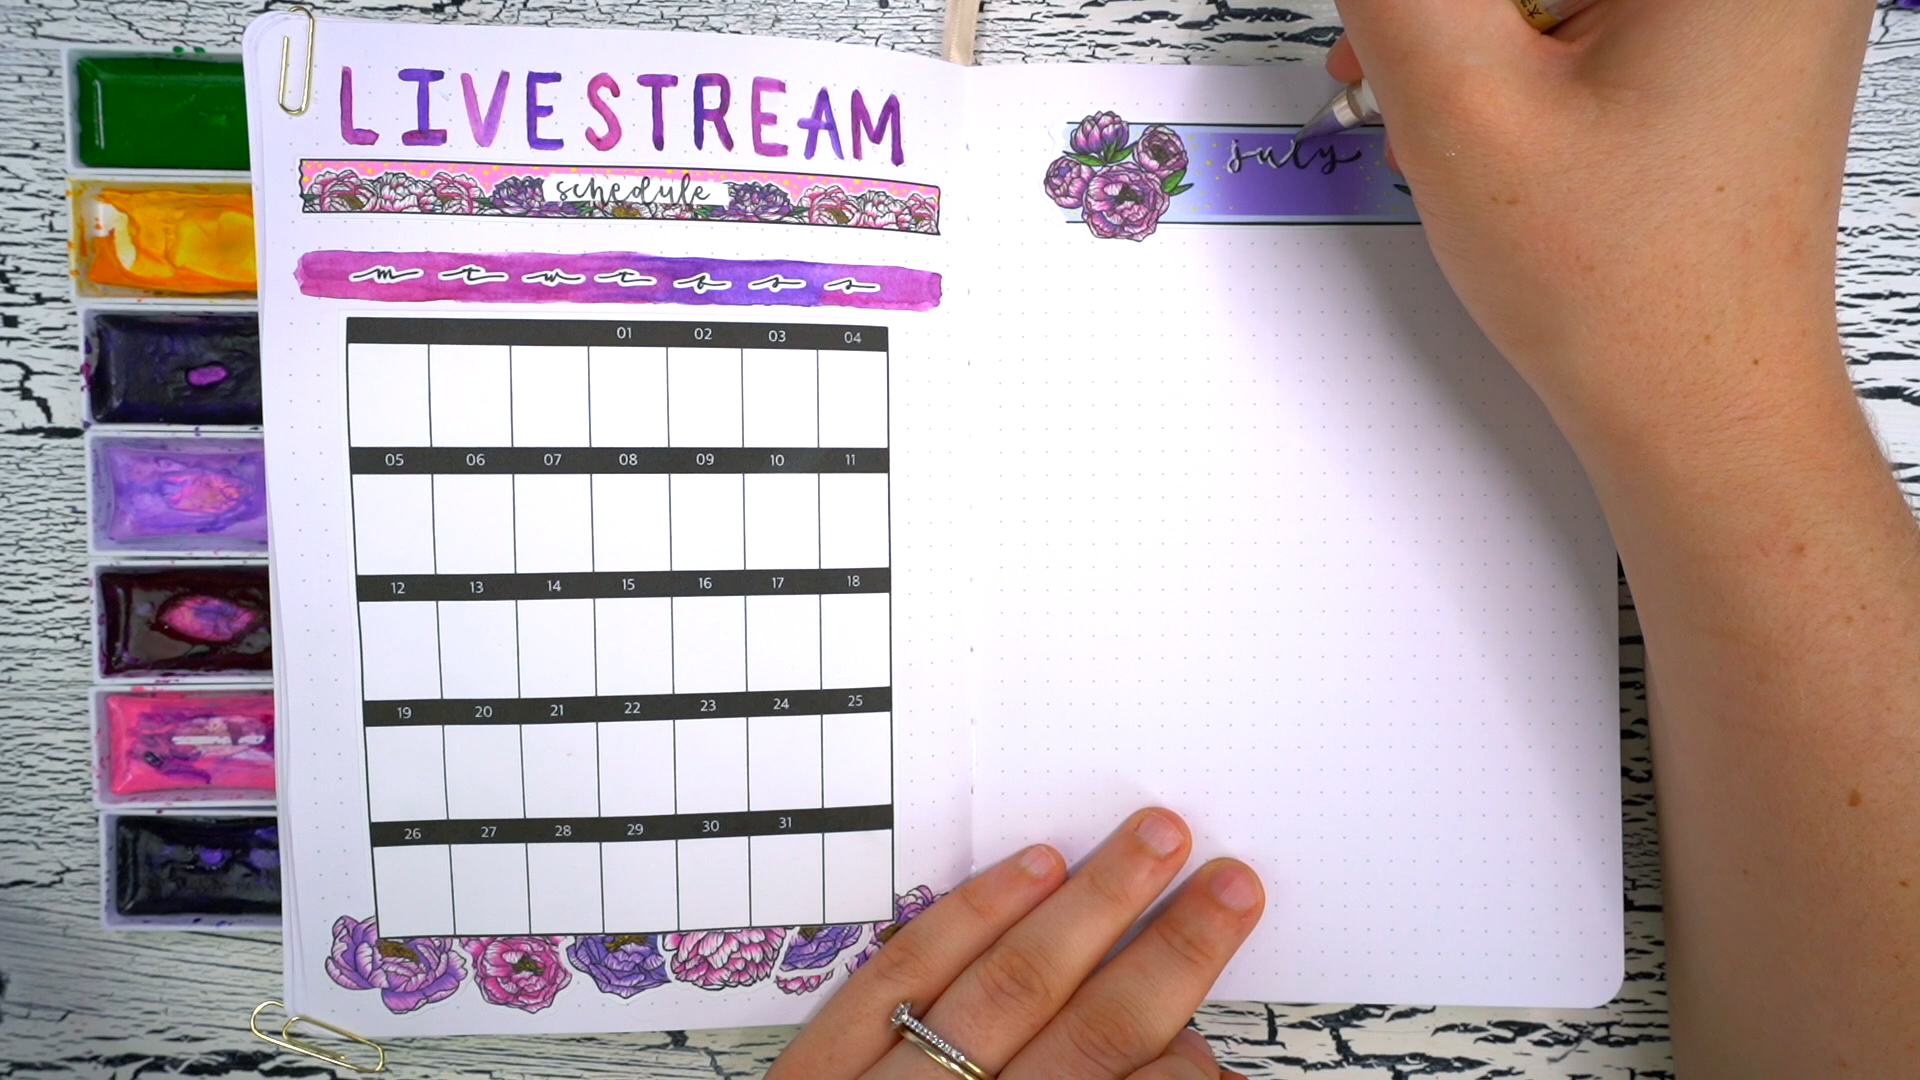 LIVESTREAM
schedule
m t w t f s s
01 02 03 04
05 06 07 08 09 10 11
12 13 14 15 16 17 18
19 20 21 22 23 24 25
26 27 28 29 30 31
july